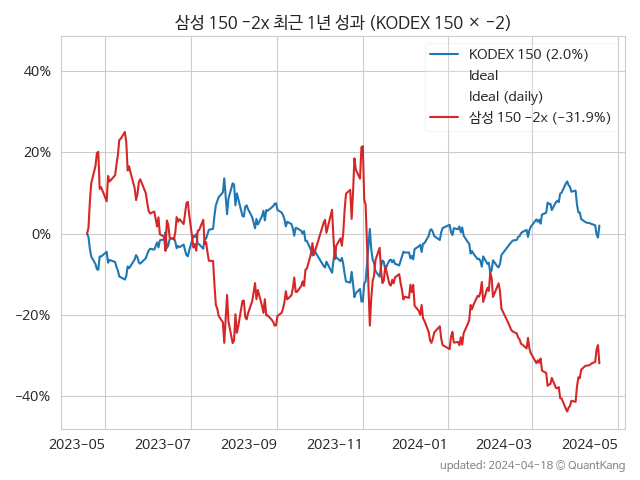 삼성 150 −2x 최근 1년 성과 (KODEX 150 × −2)
KODEX 150 (2.0%)
Ideal
Ideal (daily)
삼성 150 −2x (−31.9%)
40%
20%
0%
−20%
−40%
2023−05 2023−07 2023−09 2023−11 2024−01 2024−03 2024−05
updated: 2024−04−18 © QuantKang